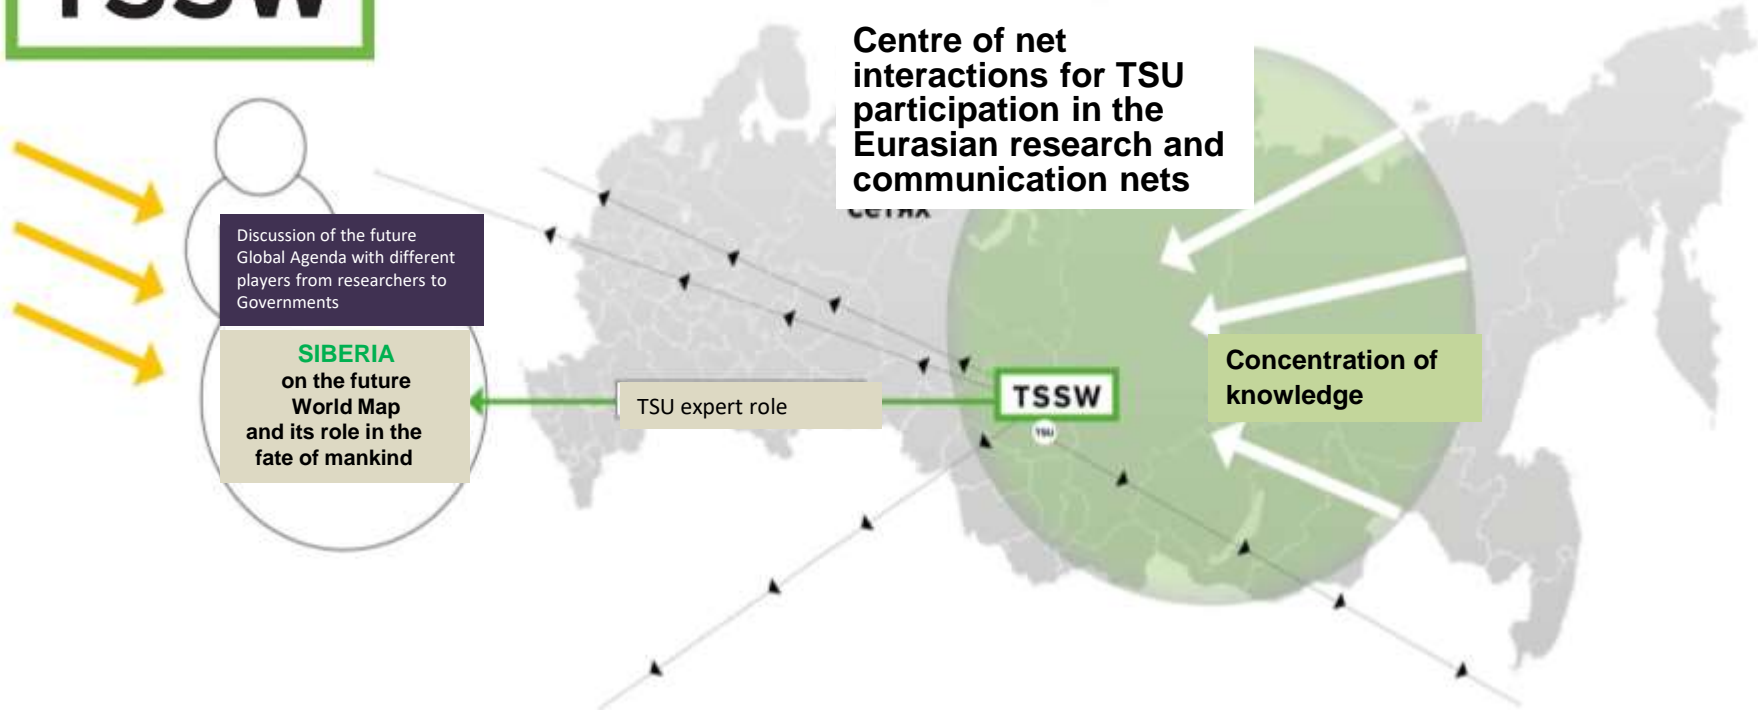 TSSW
Centre of net
interactions for TSU
participation in the
Eurasian research and
communication nets
сетях
Discussion of the future
Global Agenda with different
players from researchers to
Governments
SIBERIA
on the future
World Map
and its role in the
fate of mankind
TSU expert role
TSSW
TSU
Concentration of
knowledge